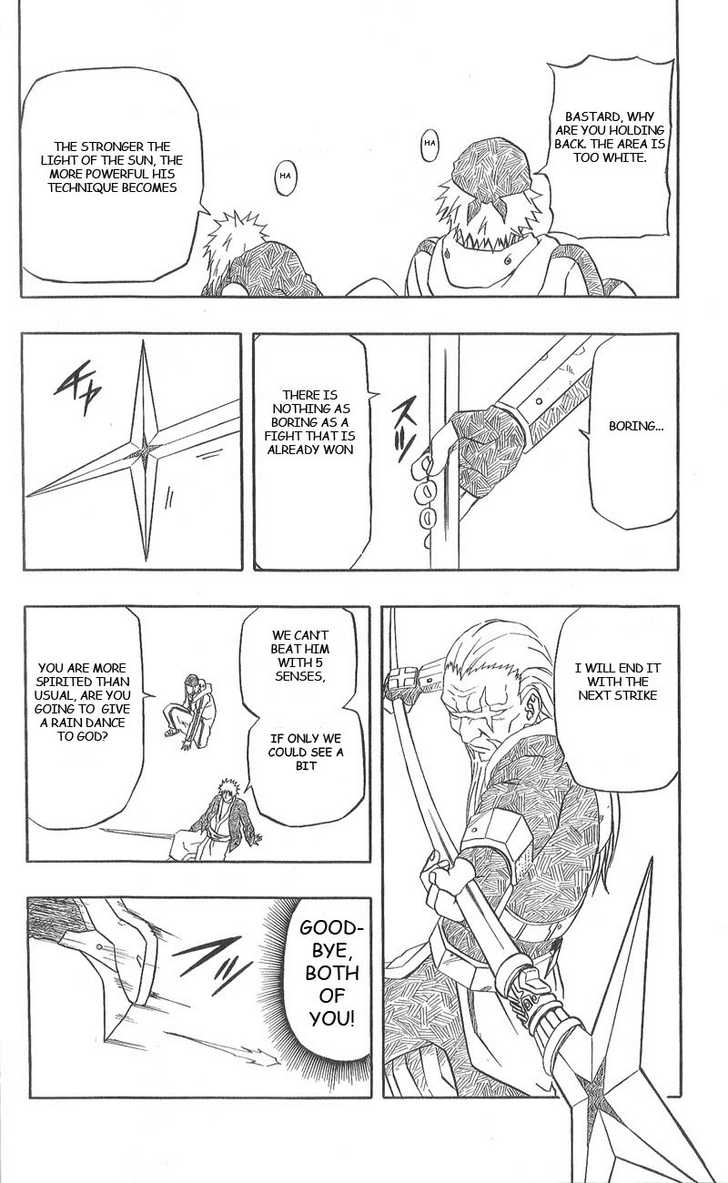 BASTARD, WHY
ARE YOU HOLDING
BACK. THE AREA IS
TOO WHITE.
HA
HA
THE STRONGER THE
LIGHT OF THE SUN, THE
MORE POWERFUL HIS
TECHNIQUE BECOMES
BORING...
スッ
THERE IS
NOTHING AS
BORING AS A
FIGHT THAT IS
ALREADY WON
チャ
I WILL END IT
WITH THE
NEXT STRIKE
WE CAN'T
BEAT HIM
WITH 5
SENSES,
IF ONLY WE
COULD SEE A
BIT
YOU ARE MORE
SPIRITED THAN
USUAL, ARE YOU
GOING TO GIVE
A RAIN DANCE
TO GOD?
GOOD-
BYE,
BOTH
OF
YOU!